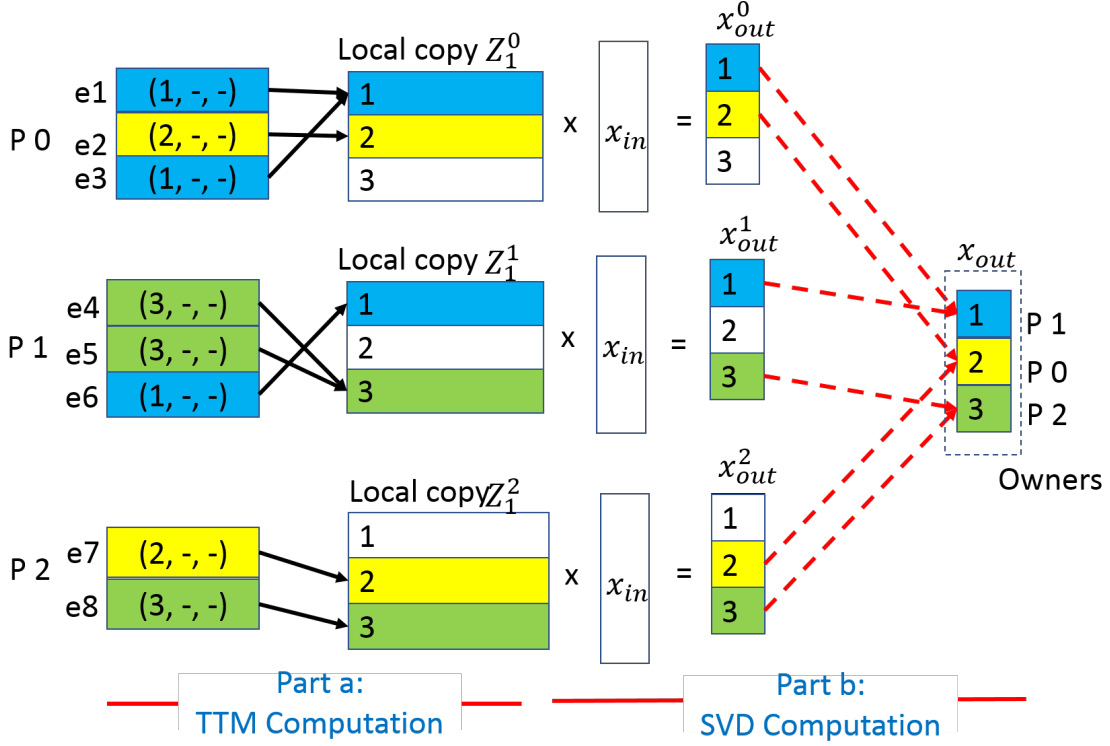 Local copy Z_1^0
x_out^0
P 0
e1 (1, -, -)
e2 (2, -, -)
e3 (1, -, -)
1
2
3
x
x_in
=
1
2
3
Local copy Z_1^1
x_out^1
P 1
e4 (3, -, -)
e5 (3, -, -)
e6 (1, -, -)
1
2
3
x
x_in
=
1
2
3
x_out
1 P 1
2 P 0
3 P 2
Owners
Local copy Z_1^2
x_out^2
P 2
e7 (2, -, -)
e8 (3, -, -)
1
2
3
x
x_in
=
1
2
3
Part a:
TTM Computation
Part b:
SVD Computation